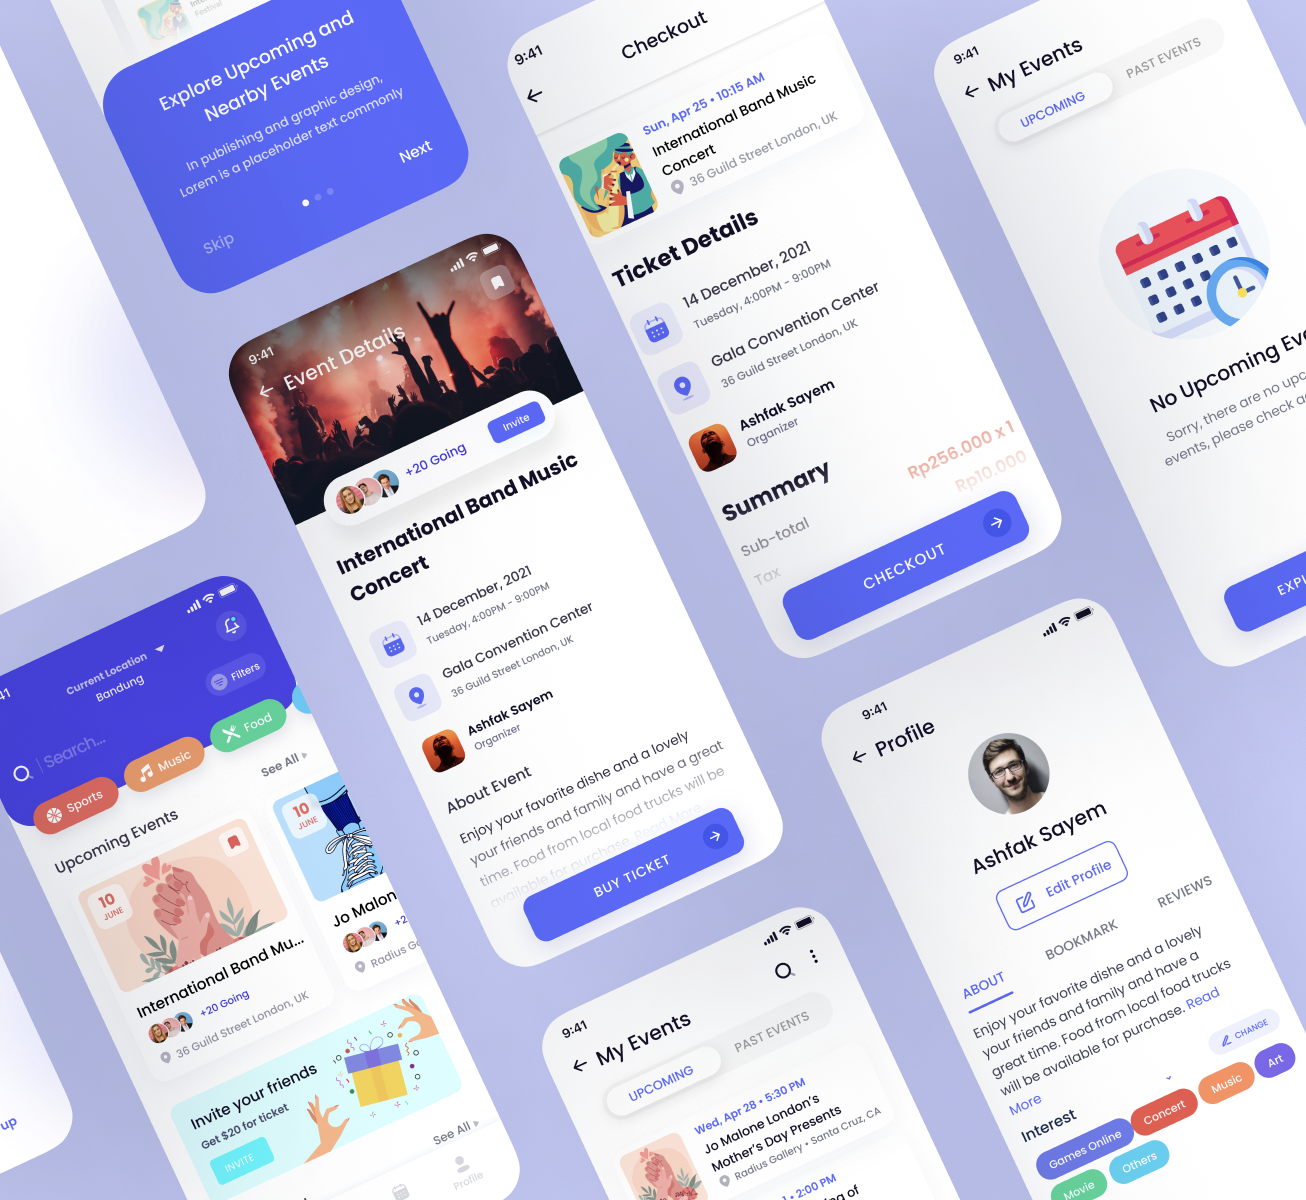 Festival
Explore Upcoming and
Nearby Events
In publishing and graphic design,
Lorem is a placeholder text commonly
Next
Skip
9:41
Checkout
Sun, Apr 25 • 10:15 AM
International Band Music
Concert
36 Guild Street London, UK
Ticket Details
14 December, 2021
Tuesday, 4:00PM - 9:00PM
Gala Convention Center
36 Guild Street London, UK
Ashfak Sayem
Organizer
Summary
Rp256.000 x 1
Sub-total
Rp10.000
Tax
CHECKOUT
9:41
My Events
UPCOMING
PAST EVENTS
No Upcoming Eve
Sorry, there are no upc
events, please check a
EXPL
9:41
Event Details
+20 Going
Invite
International Band Music
Concert
14 December, 2021
Tuesday, 4:00PM - 9:00PM
Gala Convention Center
36 Guild Street London, UK
Ashfak Sayem
Organizer
About Event
Enjoy your favorite dishe and a lovely
your friends and family and have a great
time. Food from local food trucks will be
available for purchase. Read More
BUY TICKET
41
Current Location
Bandung
Search...
Filters
Sports
Music
Food
Upcoming Events
See All
10
JUNE
International Band Mu...
+20 Going
36 Guild Street London, UK
10
JUNE
Jo Malon
+2
Radius Ga
Invite your friends
Get $20 for ticket
INVITE
See All
Profile
up
9:41
My Events
UPCOMING
PAST EVENTS
Wed, Apr 28 • 5:30 PM
Jo Malone London's
Mother's Day Presents
Radius Gallery • Santa Cruz, CA
1 • 2:00 PM
ng of
9:41
Profile
Ashfak Sayem
Edit Profile
ABOUT
BOOKMARK
REVIEWS
Enjoy your favorite dishe and a lovely
your friends and family and have a
great time. Food from local food trucks
will be available for purchase. Read
More
Interest
CHANGE
Games Online
Concert
Music
Art
Movie
Others